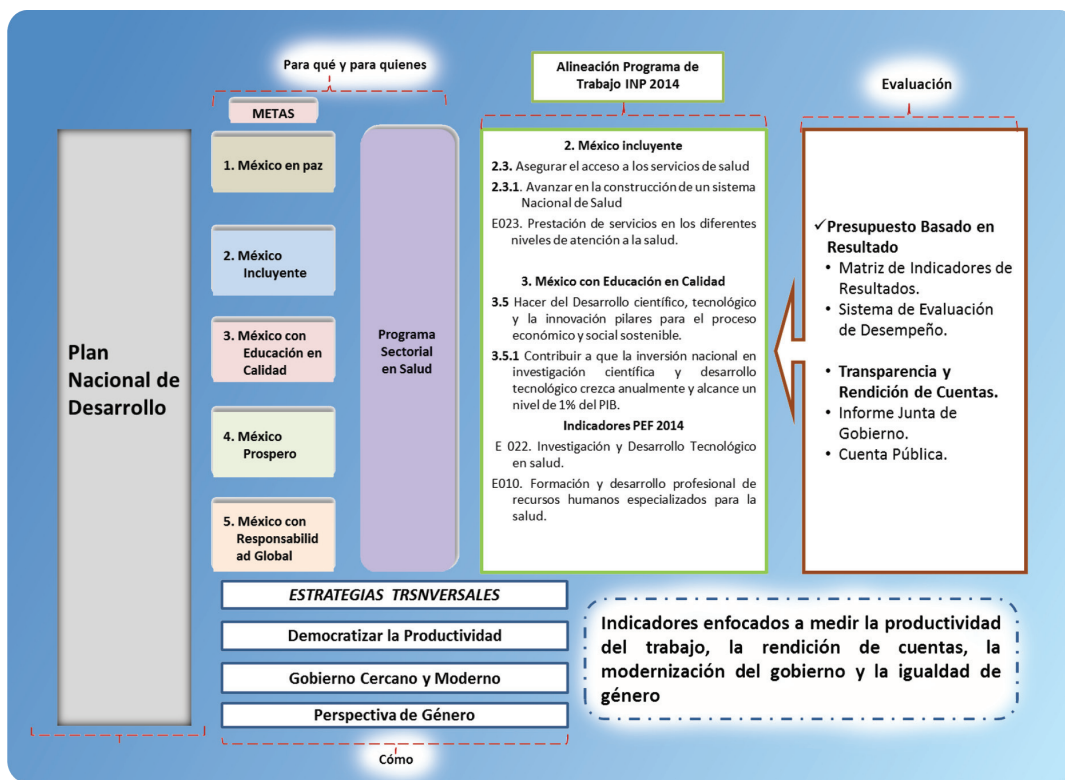 Para qué y para quienes
Alineación Programa de
Trabajo INP 2014
Evaluación
Plan
Nacional de
Desarrollo
METAS
1. México en paz
2. México
Incluyente
3. México con
Educación en
Calidad
4. México
Prospero
5. México con
Responsabilid
ad Global
Programa
Sectorial
en Salud
2. México incluyente
2.3. Asegurar el acceso a los servicios de salud
2.3.1. Avanzar en la construcción de un sistema
Nacional de Salud
E023. Prestación de servicios en los diferentes
niveles de atención a la salud.
3. México con Educación en Calidad
3.5 Hacer del Desarrollo científico, tecnológico
y la innovación pilares para el proceso
económico y social sostenible.
3.5.1 Contribuir a que la inversión nacional en
investigación científica y desarrollo
tecnológico crezca anualmente y alcance un
nivel de 1% del PIB.
Indicadores PEF 2014
E 022. Investigación y Desarrollo Tecnológico
en salud.
E010. Formación y desarrollo profesional de
recursos humanos especializados para la
salud.
✓Presupuesto Basado en
Resultado
• Matriz de Indicadores de
Resultados.
• Sistema de Evaluación
de Desempeño.
• Transparencia y
Rendición de Cuentas.
• Informe Junta de
Gobierno.
• Cuenta Pública.
ESTRATEGIAS TRSNVERSALES
Democratizar la Productividad
Gobierno Cercano y Moderno
Perspectiva de Género
Cómo
Indicadores enfocados a medir la productividad
del trabajo, la rendición de cuentas, la
modernización del gobierno y la igualdad de
género